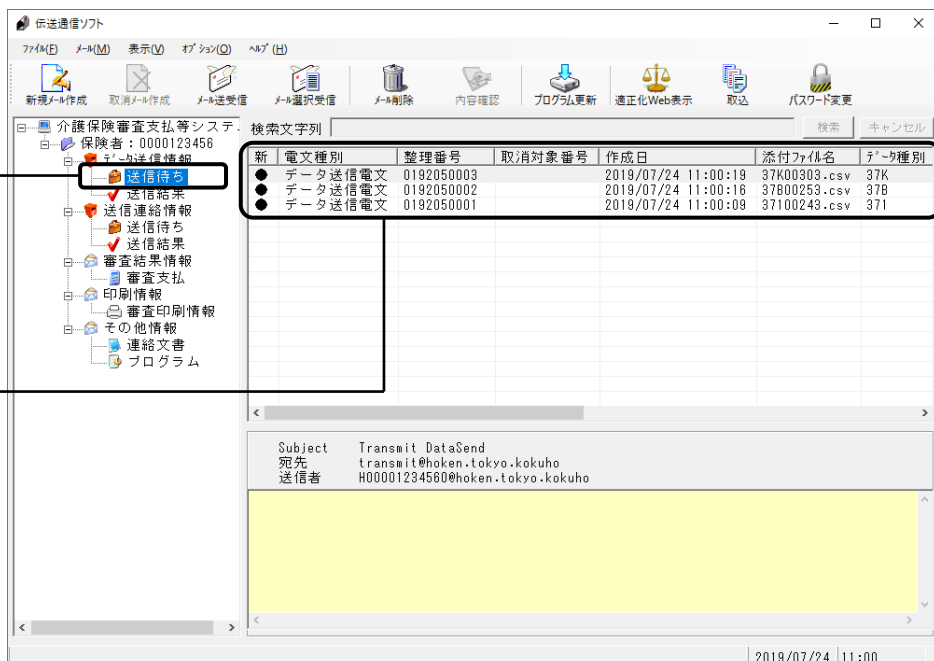 伝送通信ソフト
ファイル(F) メール(M) 表示(V) オプション(O) ヘルプ(H)
新規メール作成 取消メール作成 メール送受信 メール選択受信 メール削除 内容確認 プログラム更新 適正化Web表示 取込 パスワード変更
介護保険審査支払等システ
保険者：0000123456
データ送信情報
送信待ち
送信結果
送信連絡情報
送信待ち
送信結果
審査結果情報
審査支払
印刷情報
審査印刷情報
その他情報
連絡文書
プログラム
検索文字列 検索 キャンセル
新 電文種別 整理番号 取消対象番号 作成日 添付ファイル名 データ種別
● データ送信電文 0192050003 2019/07/24 11:00:19 37K00303.csv 37K
● データ送信電文 0192050002 2019/07/24 11:00:16 37B00253.csv 37B
● データ送信電文 0192050001 2019/07/24 11:00:09 37100243.csv 371
Subject Transmit DataSend
宛先 transmit@hoken.tokyo.kokuho
送信者 H00001234560@hoken.tokyo.kokuho
2019/07/24 11:00